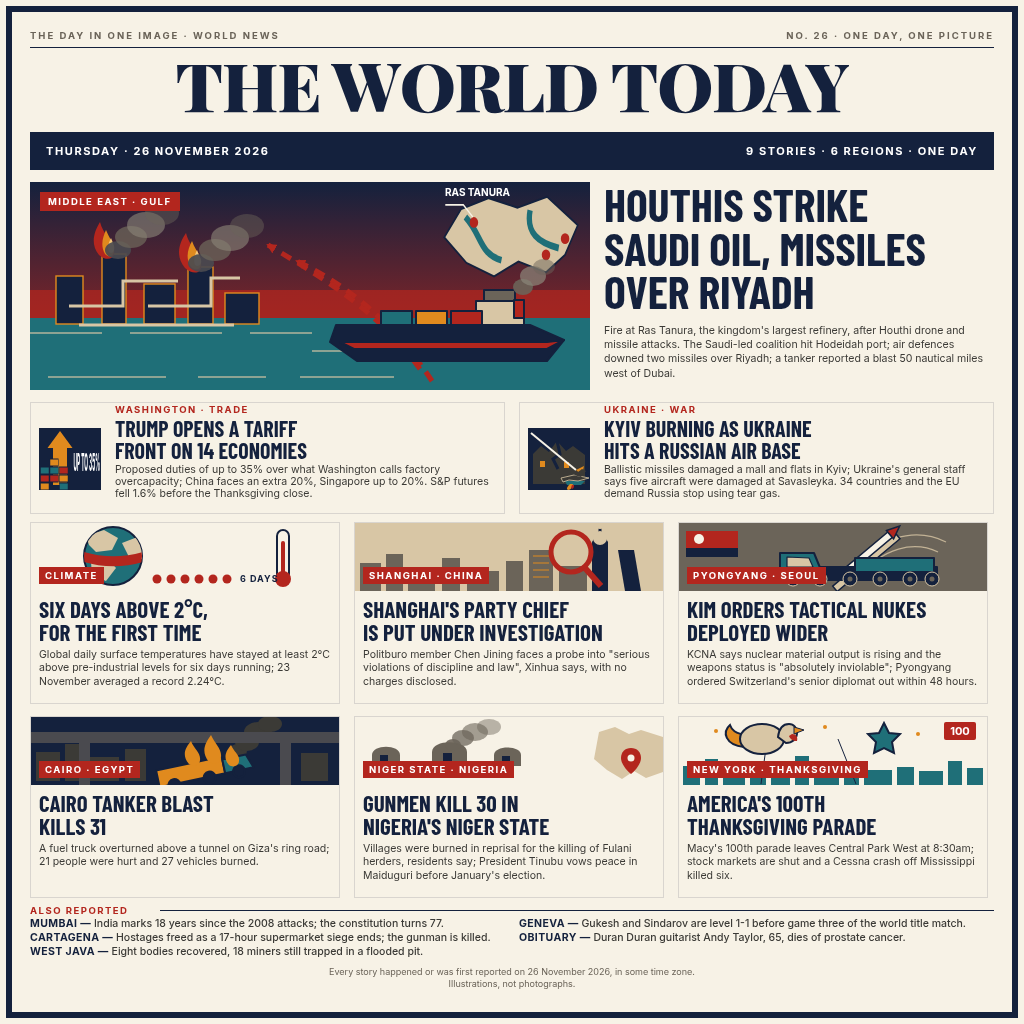 THE DAY IN ONE IMAGE · WORLD NEWS
NO. 26 · ONE DAY, ONE PICTURE
THE WORLD TODAY
THURSDAY · 26 NOVEMBER 2026
9 STORIES · 6 REGIONS · ONE DAY
MIDDLE EAST · GULF
RAS TANURA
HOUTHIS STRIKE
SAUDI OIL, MISSILES
OVER RIYADH
Fire at Ras Tanura, the kingdom's largest refinery, after Houthi drone and
missile attacks. The Saudi-led coalition hit Hodeidah port; air defences
downed two missiles over Riyadh; a tanker reported a blast 50 nautical miles
west of Dubai.
WASHINGTON · TRADE
TRUMP OPENS A TARIFF
FRONT ON 14 ECONOMIES
UP TO 35%
Proposed duties of up to 35% over what Washington calls factory
overcapacity; China faces an extra 20%, Singapore up to 20%. S&P futures
fell 1.6% before the Thanksgiving close.
UKRAINE · WAR
KYIV BURNING AS UKRAINE
HITS A RUSSIAN AIR BASE
Ballistic missiles damaged a mall and flats in Kyiv; Ukraine's general staff
says five aircraft were damaged at Savasleyka. 34 countries and the EU
demand Russia stop using tear gas.
CLIMATE
6 DAYS
SIX DAYS ABOVE 2°C,
FOR THE FIRST TIME
Global daily surface temperatures have stayed at least 2°C
above pre-industrial levels for six days running; 23
November averaged a record 2.24°C.
SHANGHAI · CHINA
SHANGHAI'S PARTY CHIEF
IS PUT UNDER INVESTIGATION
Politburo member Chen Jining faces a probe into "serious
violations of discipline and law", Xinhua says, with no
charges disclosed.
PYONGYANG · SEOUL
KIM ORDERS TACTICAL NUKES
DEPLOYED WIDER
KCNA says nuclear material output is rising and the
weapons status is "absolutely inviolable"; Pyongyang
ordered Switzerland's senior diplomat out within 48 hours.
CAIRO · EGYPT
CAIRO TANKER BLAST
KILLS 31
A fuel truck overturned above a tunnel on Giza's ring road;
21 people were hurt and 27 vehicles burned.
NIGER STATE · NIGERIA
GUNMEN KILL 30 IN
NIGERIA'S NIGER STATE
Villages were burned in reprisal for the killing of Fulani
herders, residents say; President Tinubu vows peace in
Maiduguri before January's election.
100
NEW YORK · THANKSGIVING
AMERICA'S 100TH
THANKSGIVING PARADE
Macy's 100th parade leaves Central Park West at 8:30am;
stock markets are shut and a Cessna crash off Mississippi
killed six.
ALSO REPORTED
MUMBAI — India marks 18 years since the 2008 attacks; the constitution turns 77.
CARTAGENA — Hostages freed as a 17-hour supermarket siege ends; the gunman is killed.
WEST JAVA — Eight bodies recovered, 18 miners still trapped in a flooded pit.
GENEVA — Gukesh and Sindarov are level 1-1 before game three of the world title match.
OBITUARY — Duran Duran guitarist Andy Taylor, 65, dies of prostate cancer.
Every story happened or was first reported on 26 November 2026, in some time zone.
Illustrations, not photographs.